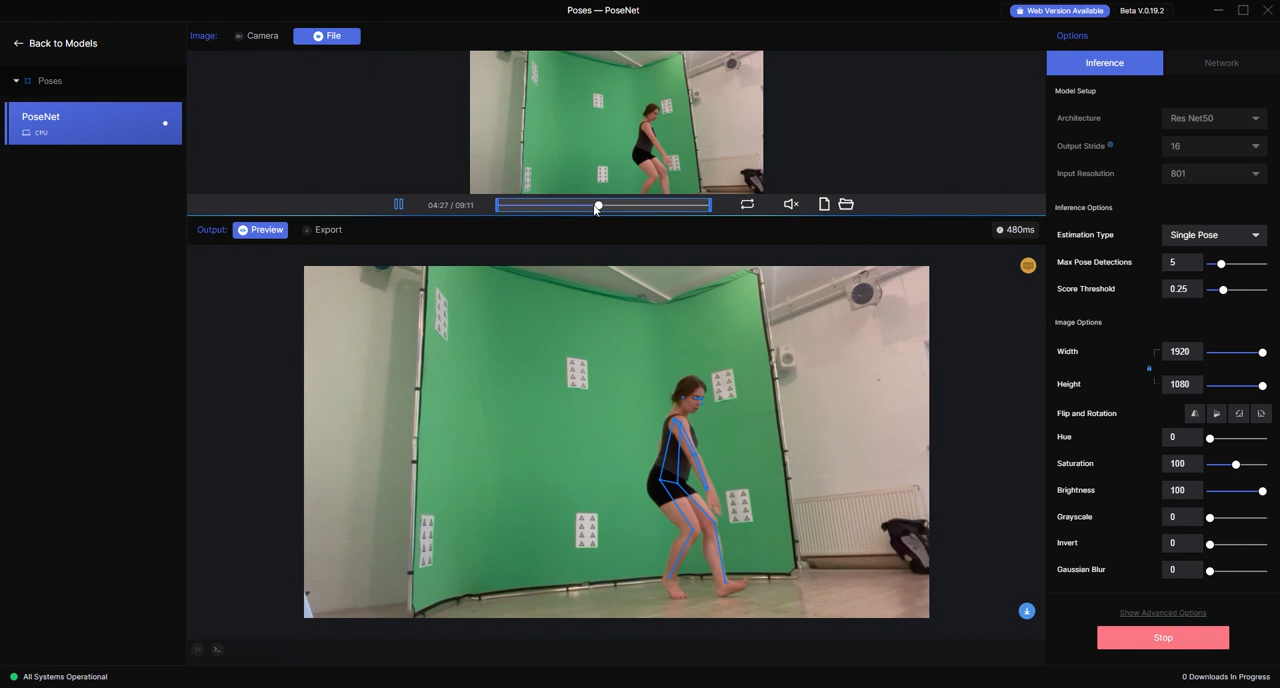 Poses — PoseNet
Web Version Available
Beta V.0.19.2
Back to Models
Image:
Camera
File
Options
Inference
Network
Poses
PoseNet
CPU
Model Setup
Architecture
Res Net50
Output Stride
16
Input Resolution
801
04:27 / 09:11
Output:
Preview
Export
480ms
Inference Options
Estimation Type
Single Pose
Max Pose Detections
5
Score Threshold
0.25
Image Options
Width
1920
Height
1080
Flip and Rotation
Hue
0
Saturation
100
Brightness
100
Grayscale
0
Invert
0
Gaussian Blur
0
Show Advanced Options
Stop
All Systems Operational
0 Downloads In Progress